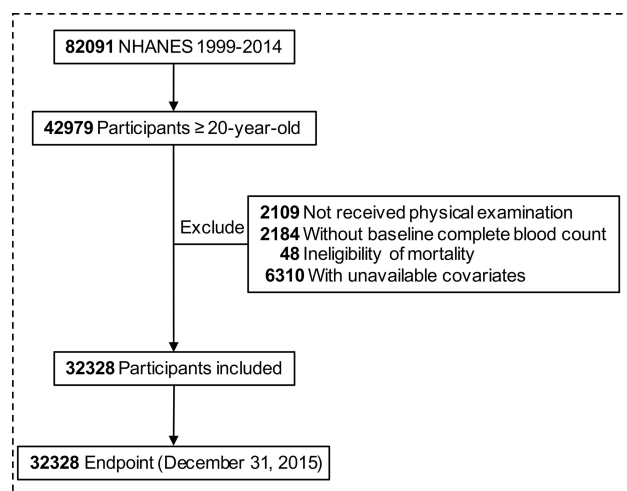 82091 NHANES 1999-2014
42979 Participants ≥ 20-year-old
Exclude
2109 Not received physical examination
2184 Without baseline complete blood count
48 Ineligibility of mortality
6310 With unavailable covariates
32328 Participants included
32328 Endpoint (December 31, 2015)